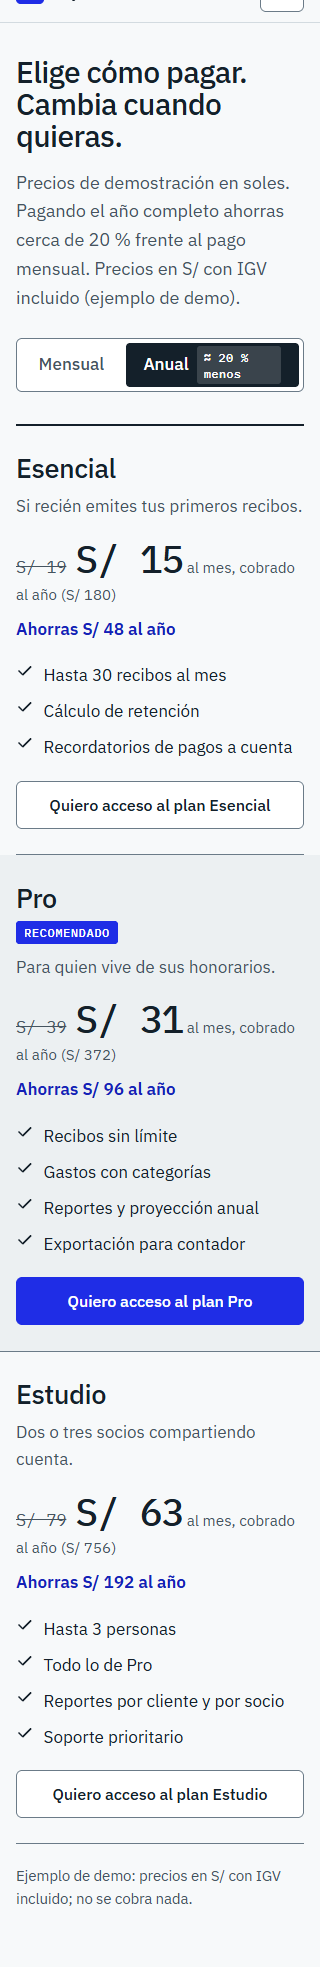 Elige cómo pagar.
Cambia cuando
quieras.
Precios de demostración en soles.
Pagando el año completo ahorras
cerca de 20 % frente al pago
mensual. Precios en S/ con IGV
incluido (ejemplo de demo).
Mensual
Anual
≈ 20 %
menos
Esencial
Si recién emites tus primeros recibos.
S/ 19 S/ 15 al mes, cobrado
al año (S/ 180)
Ahorras S/ 48 al año
Hasta 30 recibos al mes
Cálculo de retención
Recordatorios de pagos a cuenta
Quiero acceso al plan Esencial
Pro
RECOMENDADO
Para quien vive de sus honorarios.
S/ 39 S/ 31 al mes, cobrado
al año (S/ 372)
Ahorras S/ 96 al año
Recibos sin límite
Gastos con categorías
Reportes y proyección anual
Exportación para contador
Quiero acceso al plan Pro
Estudio
Dos o tres socios compartiendo
cuenta.
S/ 79 S/ 63 al mes, cobrado
al año (S/ 756)
Ahorras S/ 192 al año
Hasta 3 personas
Todo lo de Pro
Reportes por cliente y por socio
Soporte prioritario
Quiero acceso al plan Estudio
Ejemplo de demo: precios en S/ con IGV
incluido; no se cobra nada.